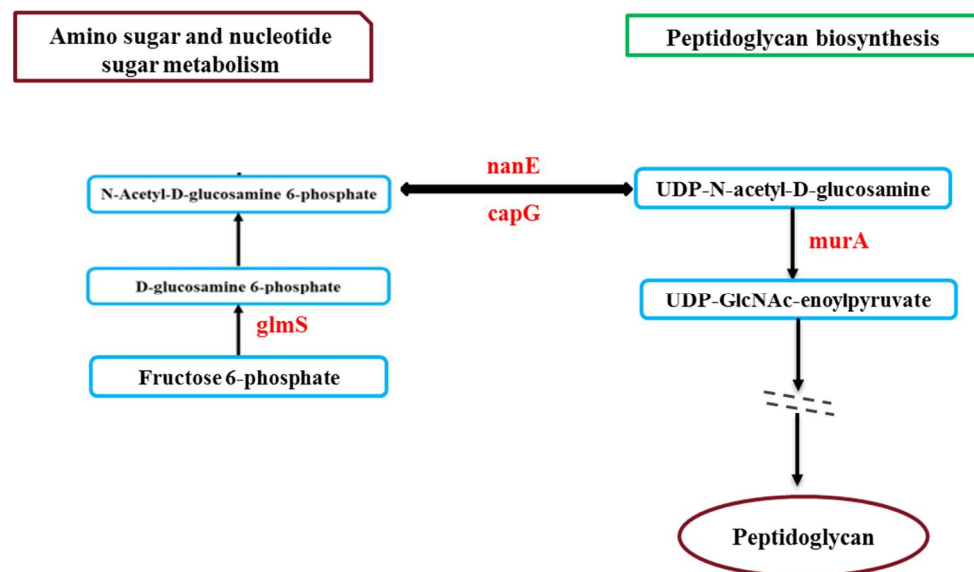 Amino sugar and nucleotide
sugar metabolism
Peptidoglycan biosynthesis
nanE
N-Acetyl-D-glucosamine 6-phosphate
UDP-N-acetyl-D-glucosamine
capG
murA
D-glucosamine 6-phosphate
UDP-GlcNAc-enoylpyruvate
glmS
Fructose 6-phosphate
Peptidoglycan